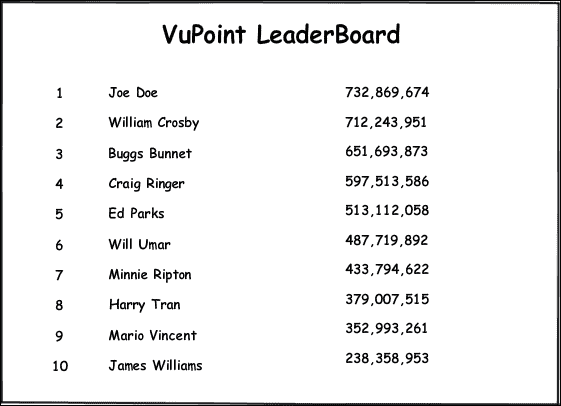 VuPoint LeaderBoard
1 Joe Doe 732,869,674
2 William Crosby 712,243,951
3 Buggs Bunnet 651,693,873
4 Craig Ringer 597,513,586
5 Ed Parks 513,112,058
6 Will Umar 487,719,892
7 Minnie Ripton 433,794,622
8 Harry Tran 379,007,515
9 Mario Vincent 352,993,261
10 James Williams 238,358,953